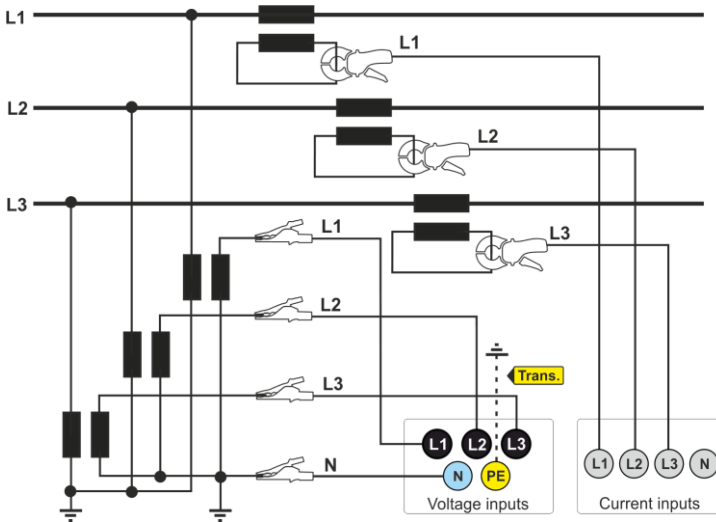 L1
L1
L2
L2
L3
L3
L1
L2
Trans.
L3
L1 L2 L3
N
N PE
L1 L2 L3 N
Voltage inputs
Current inputs